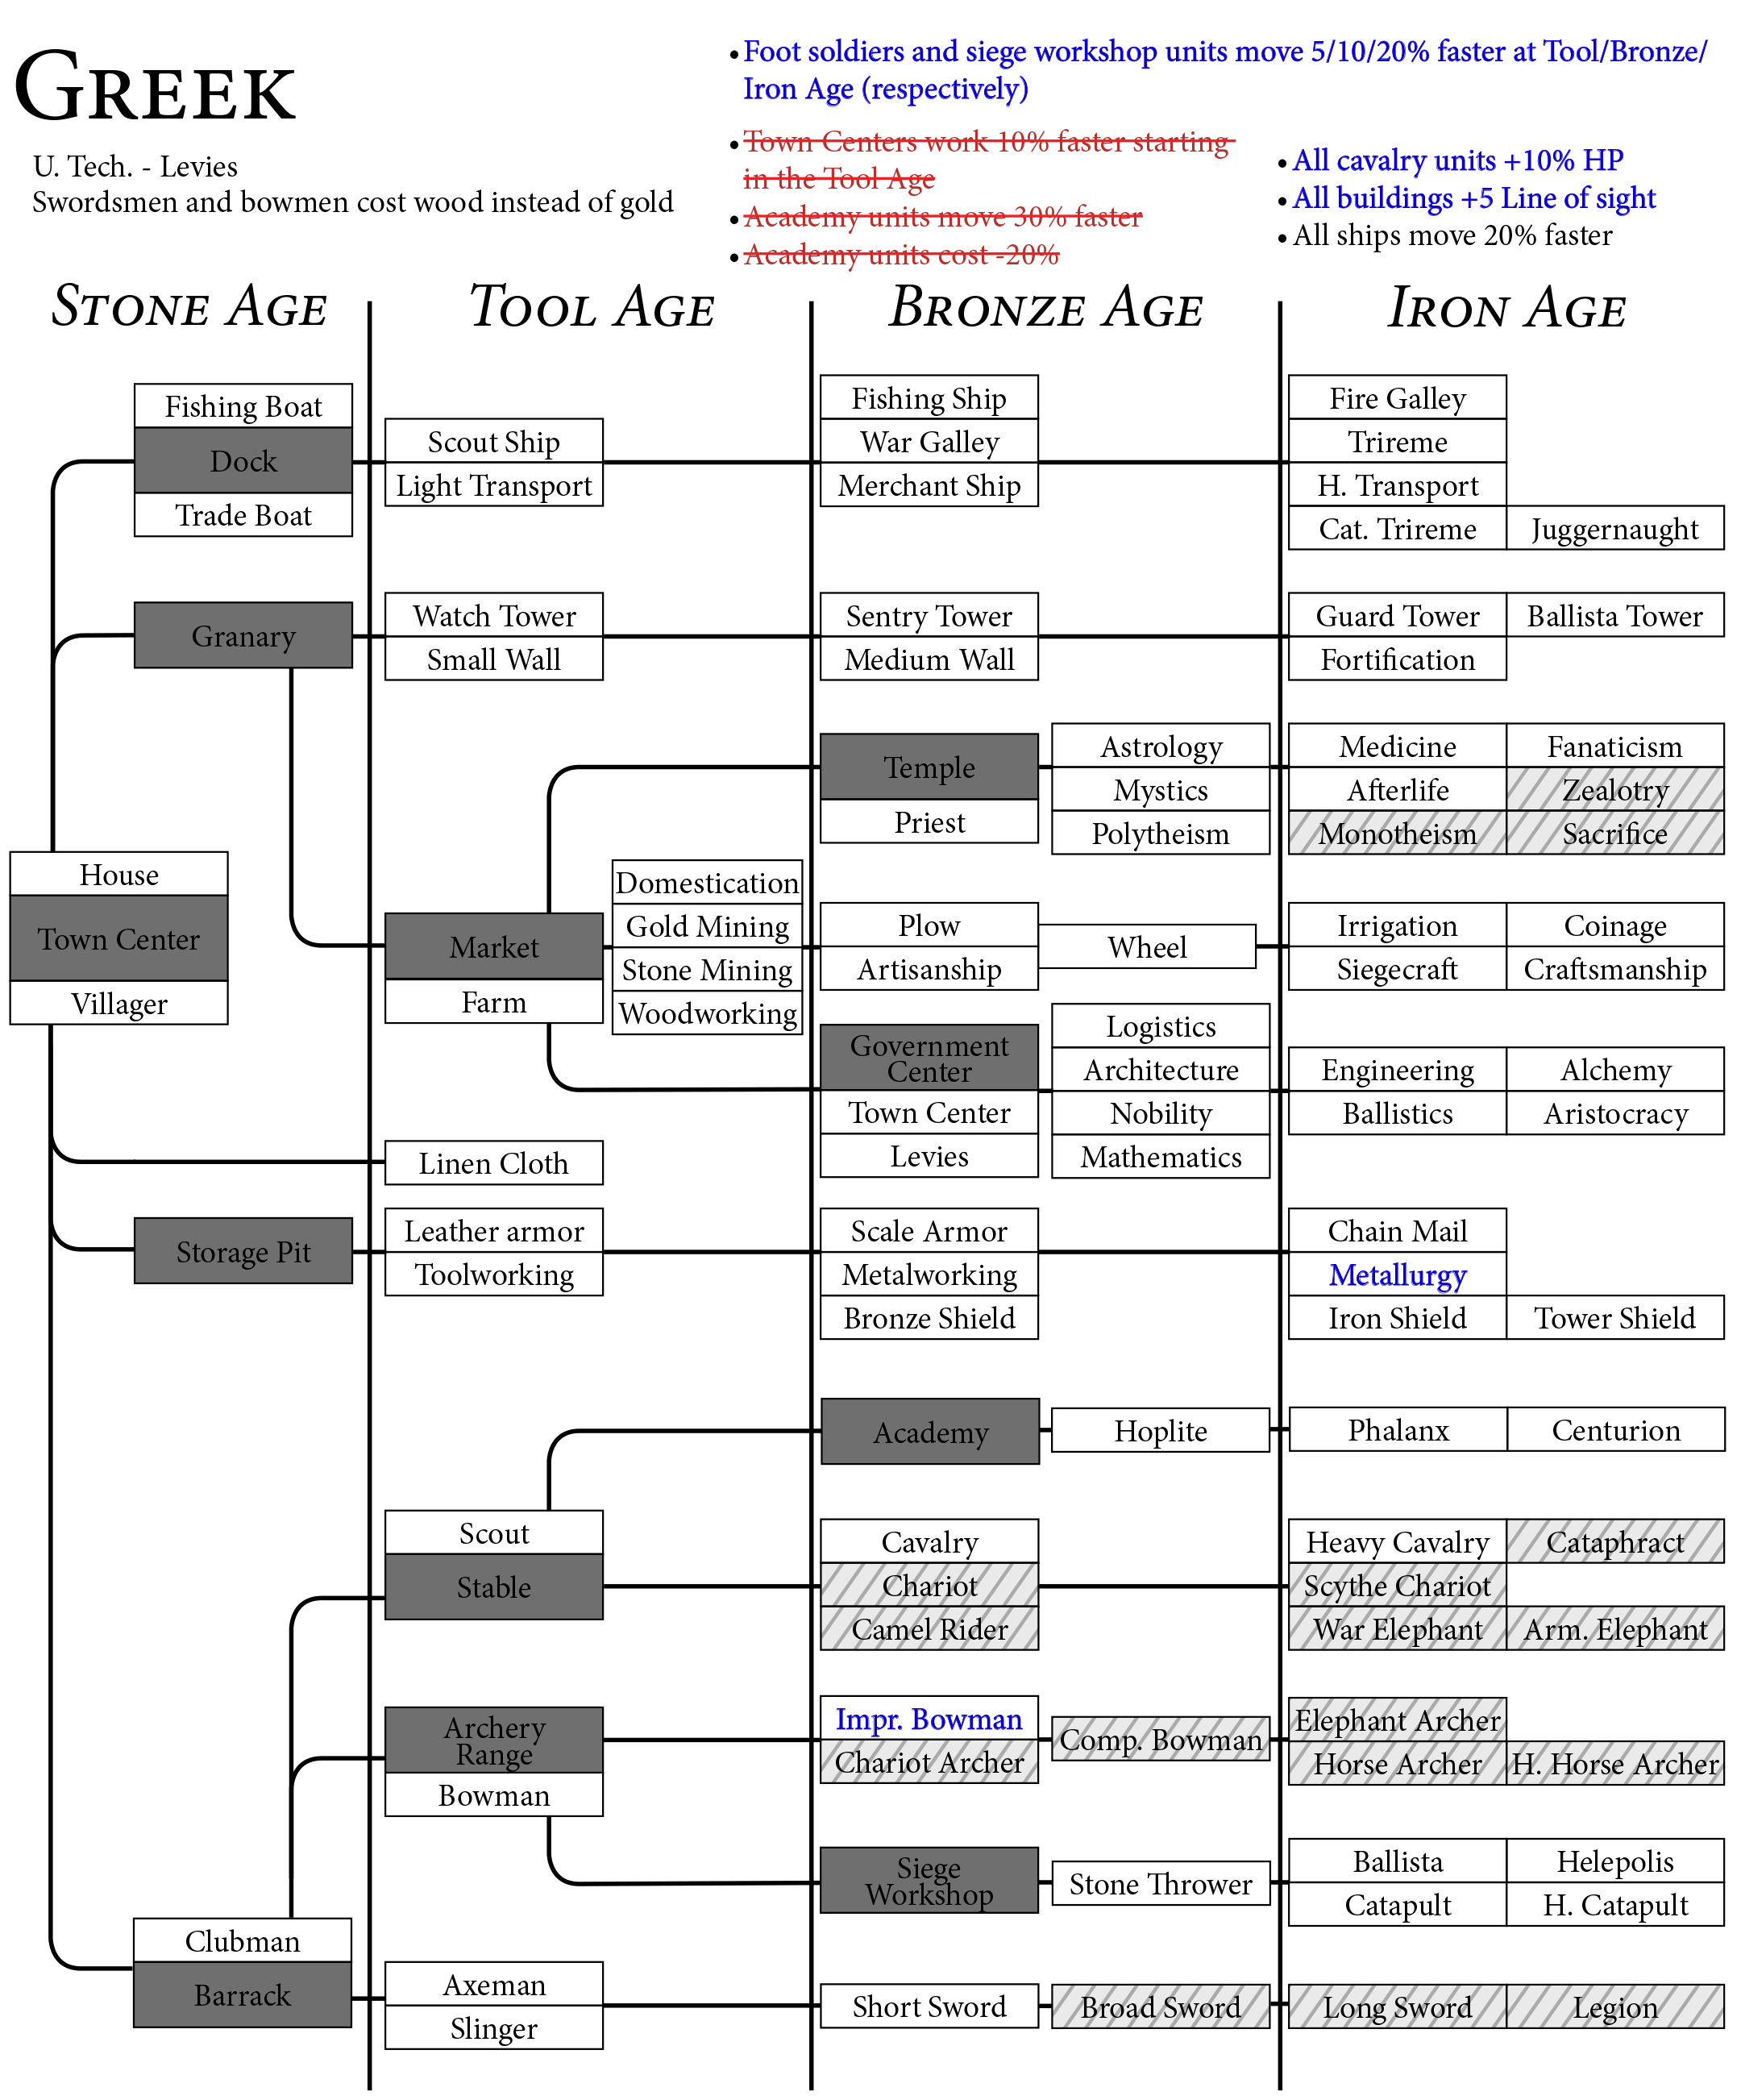 GREEK
U. Tech. - Levies
Swordsmen and bowmen cost wood instead of gold
• Foot soldiers and siege workshop units move 5/10/20% faster at Tool/Bronze/
Iron Age (respectively)
• Town Centers work 10% faster starting
in the Tool Age
• Academy units move 30% faster
• Academy units cost -20%
• All cavalry units +10% HP
• All buildings +5 Line of sight
• All ships move 20% faster
STONE AGE
TOOL AGE
BRONZE AGE
IRON AGE
Fishing Boat
Dock
Trade Boat
Scout Ship
Light Transport
Fishing Ship
War Galley
Merchant Ship
Fire Galley
Trireme
H. Transport
Cat. Trireme
Juggernaught
Granary
Watch Tower
Small Wall
Sentry Tower
Medium Wall
Guard Tower
Ballista Tower
Fortification
Temple
Priest
Astrology
Mystics
Polytheism
Medicine
Fanaticism
Afterlife
Zealotry
Monotheism
Sacrifice
House
Town Center
Villager
Market
Farm
Domestication
Gold Mining
Stone Mining
Woodworking
Plow
Artisanship
Wheel
Irrigation
Coinage
Siegecraft
Craftsmanship
Government
Center
Town Center
Levies
Logistics
Architecture
Nobility
Mathematics
Engineering
Alchemy
Ballistics
Aristocracy
Linen Cloth
Storage Pit
Leather armor
Toolworking
Scale Armor
Metalworking
Bronze Shield
Chain Mail
Metallurgy
Iron Shield
Tower Shield
Academy
Hoplite
Phalanx
Centurion
Scout
Stable
Cavalry
Chariot
Camel Rider
Heavy Cavalry
Cataphract
Scythe Chariot
War Elephant
Arm. Elephant
Archery
Range
Bowman
Impr. Bowman
Chariot Archer
Comp. Bowman
Elephant Archer
Horse Archer
H. Horse Archer
Siege
Workshop
Stone Thrower
Ballista
Helepolis
Catapult
H. Catapult
Clubman
Barrack
Axeman
Slinger
Short Sword
Broad Sword
Long Sword
Legion